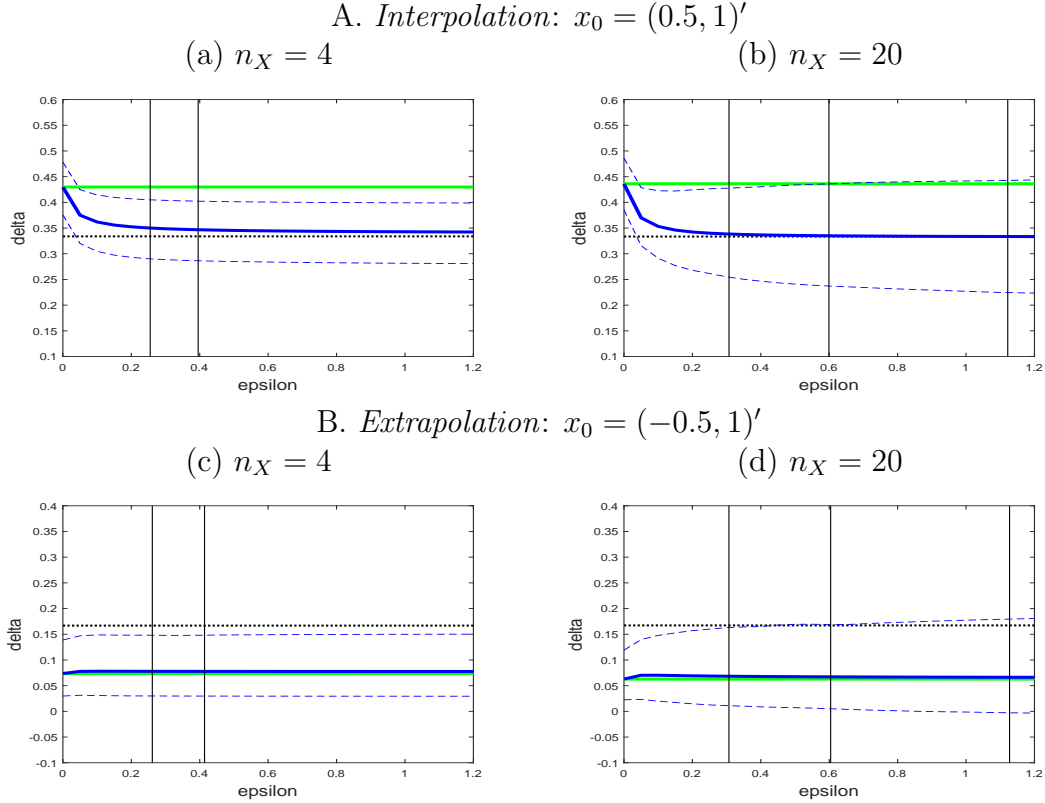 A. Interpolation: x₀ = (0.5, 1)′
(a) n_X = 4
(b) n_X = 20
0.6
0.55
0.5
0.45
0.4
0.35
0.3
0.25
0.2
0.15
0.1
delta
0 0.2 0.4 0.6 0.8 1 1.2
epsilon
0.6
0.55
0.5
0.45
0.4
0.35
0.3
0.25
0.2
0.15
0.1
delta
0 0.2 0.4 0.6 0.8 1 1.2
epsilon
B. Extrapolation: x₀ = (−0.5, 1)′
(c) n_X = 4
(d) n_X = 20
0.4
0.35
0.3
0.25
0.2
0.15
0.1
0.05
0
-0.05
-0.1
delta
0 0.2 0.4 0.6 0.8 1 1.2
epsilon
0.4
0.35
0.3
0.25
0.2
0.15
0.1
0.05
0
-0.05
-0.1
delta
0 0.2 0.4 0.6 0.8 1 1.2
epsilon